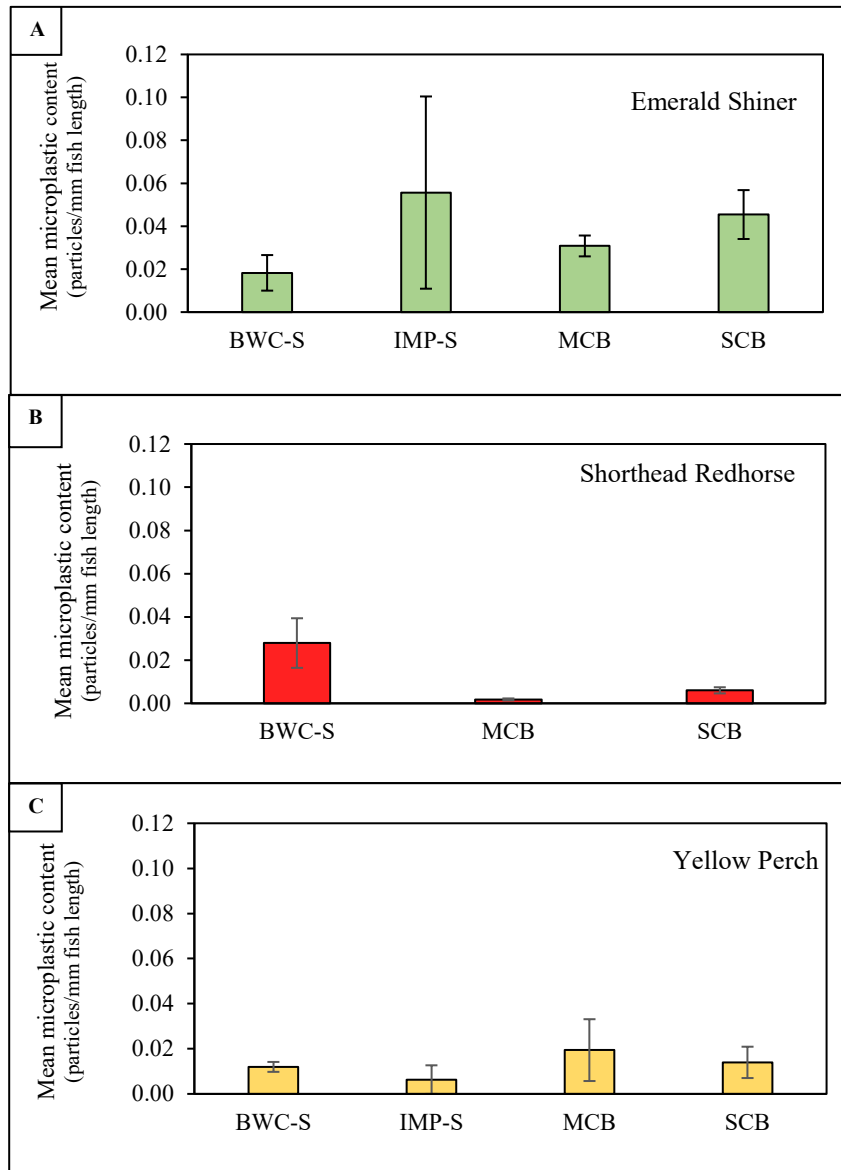 A
Mean microplastic content
(particles/mm fish length)
0.12
0.10
0.08
0.06
0.04
0.02
0.00
Emerald Shiner
BWC-S IMP-S MCB SCB
B
Mean microplastic content
(particles/mm fish length)
0.12
0.10
0.08
0.06
0.04
0.02
0.00
Shorthead Redhorse
BWC-S MCB SCB
C
Mean microplastic content
(particles/mm fish length)
0.12
0.10
0.08
0.06
0.04
0.02
0.00
Yellow Perch
BWC-S IMP-S MCB SCB